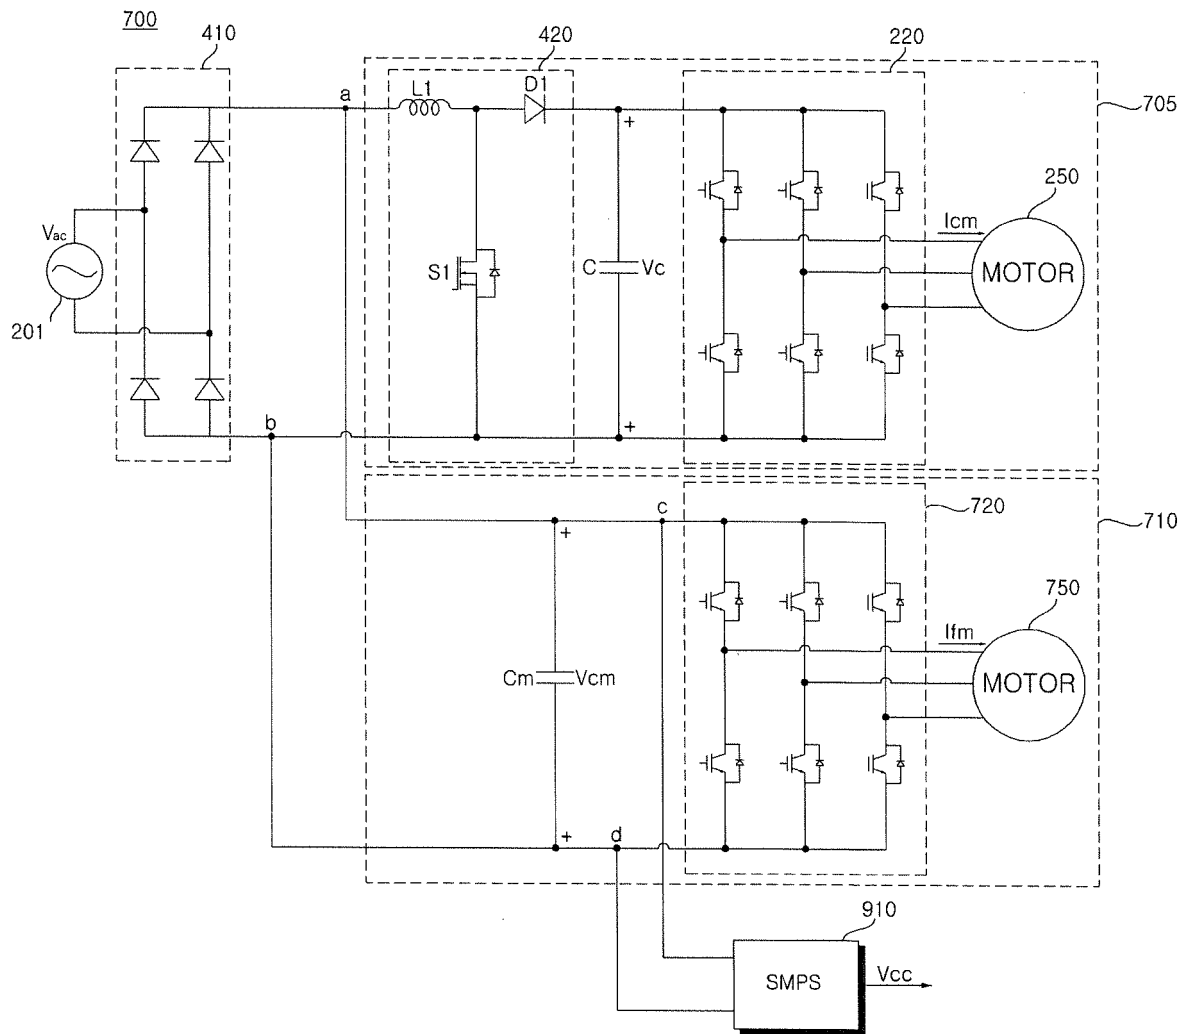 700
410
420
220
705
a
L1
D1
+
250
Icm
MOTOR
Vac
201
S1
C
Vc
b
+
c
720
710
+
750
Ifm
MOTOR
Cm
Vcm
+
d
910
SMPS
Vcc